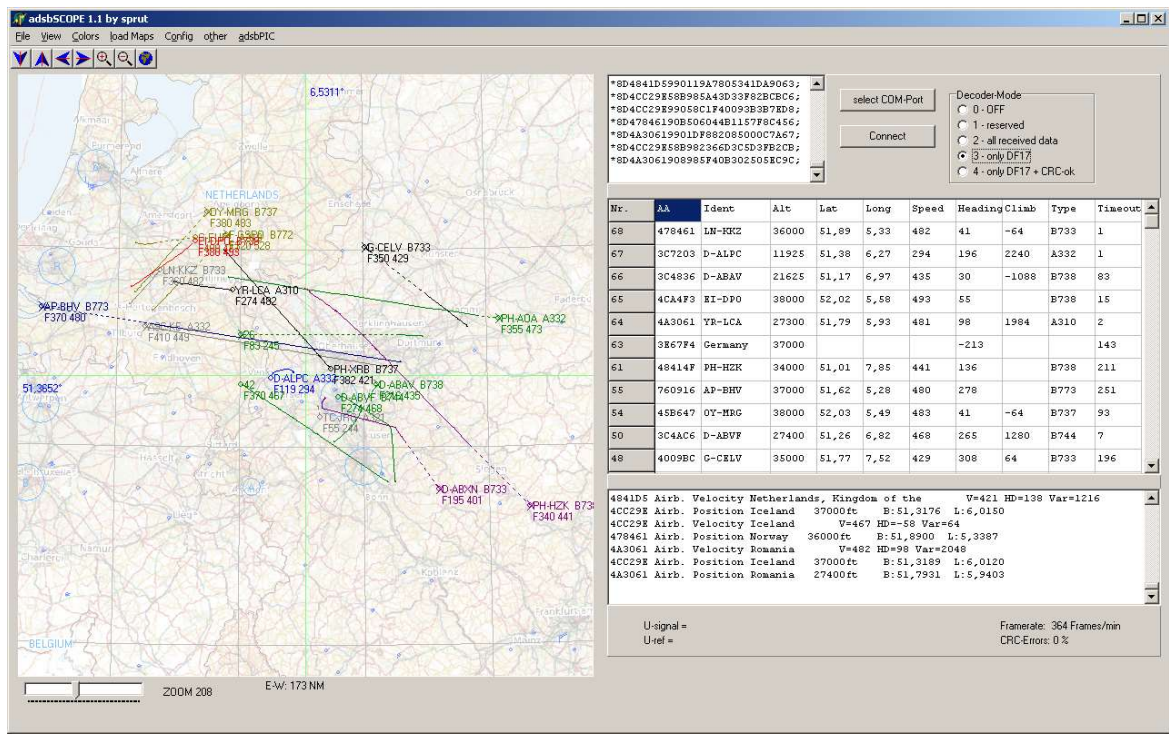 adsbSCOPE 1.1 by sprut
File View Colors load Maps Config other adsbPIC
6,5311°
51,3652°
NETHERLANDS
BELGIUM
OY-MRG B737
F380 483
B772
G-CELV B733
F350 429
LN-KKZ B733
YR-LCA A310
F274 482
AP-BHV B773
F370 480
A332
F410 449
PH-AOA A332
F355 473
26
F83 245
PH-XRB B737
F382 421
D-ALPC A332
F119 294
D-ABAV B738
42
F370 467
D-ABVF B744
F274 468
F55 244
D-ABXN B733
F195 401
PH-HZK B73
F340 441
ZOOM 208
E-W: 173 NM
*8D4841D5990119A7805341DA9063;
*8D4CC29E58B985A43D33F82BCBC6;
*8D4CC29E99058C1F40093B3B7ED8;
*8D47846190B506044B1157F8C456;
*8D4A30619901DF882085000C7A67;
*8D4CC29E58B982366D3C5D3FB2CB;
*8D4A3061908985F40B302505EC9C;
select COM-Port
Connect
Decoder-Mode
0 - OFF
1 - reserved
2 - all received data
3 - only DF17
4 - only DF17 + CRC-ok
Nr. AA Ident Alt Lat Long Speed Heading Climb Type Timeout
68 478461 LN-KKZ 36000 51,89 5,33 482 41 -64 B733 1
67 3C7203 D-ALPC 11925 51,38 6,27 294 196 2240 A332 1
66 3C4836 D-ABAV 21625 51,17 6,97 435 30 -1088 B738 83
65 4CA4F3 EI-DPO 38000 52,02 5,58 493 55 B738 15
64 4A3061 YR-LCA 27300 51,79 5,93 481 98 1984 A310 2
63 3E67F4 Germany 37000 -213 143
61 48414F PH-HZK 34000 51,01 7,85 441 136 B738 211
55 760916 AP-BHV 37000 51,62 5,28 480 278 B773 251
54 45B647 OY-MRG 38000 52,03 5,49 483 41 -64 B737 93
50 3C4AC6 D-ABVF 27400 51,26 6,82 468 265 1280 B744 7
48 4009BC G-CELV 35000 51,77 7,52 429 308 64 B733 196
4841D5 Airb. Velocity Netherlands, Kingdom of the V=421 HD=138 Var=1216
4CC29E Airb. Position Iceland 37000ft B:51,3176 L:6,0150
4CC29E Airb. Velocity Iceland V=467 HD=-58 Var=64
478461 Airb. Position Norway 36000ft B:51,8900 L:5,3387
4A3061 Airb. Velocity Romania V=482 HD=98 Var=2048
4CC29E Airb. Position Iceland 37000ft B:51,3189 L:6,0120
4A3061 Airb. Position Romania 27400ft B:51,7931 L:5,9403
U-signal =
U-ref =
Framerate: 364 Frames/min
CRC-Errors: 0 %